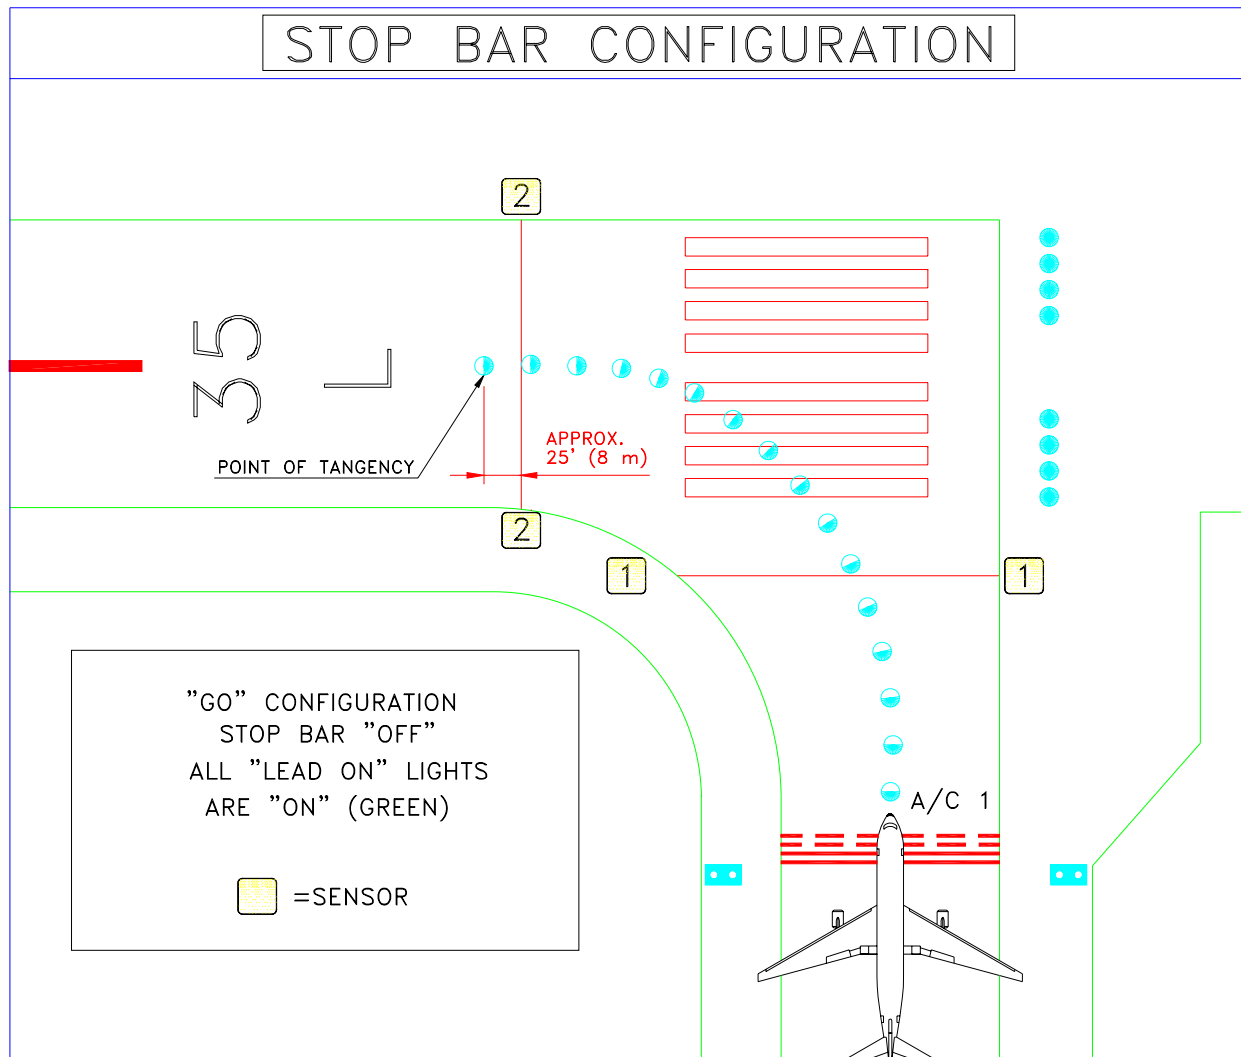 STOP BAR CONFIGURATION
2
35
L
APPROX.
25' (8 m)
POINT OF TANGENCY
2
1
1
"GO" CONFIGURATION
STOP BAR "OFF"
ALL "LEAD ON" LIGHTS
ARE "ON" (GREEN)
A/C 1
=SENSOR